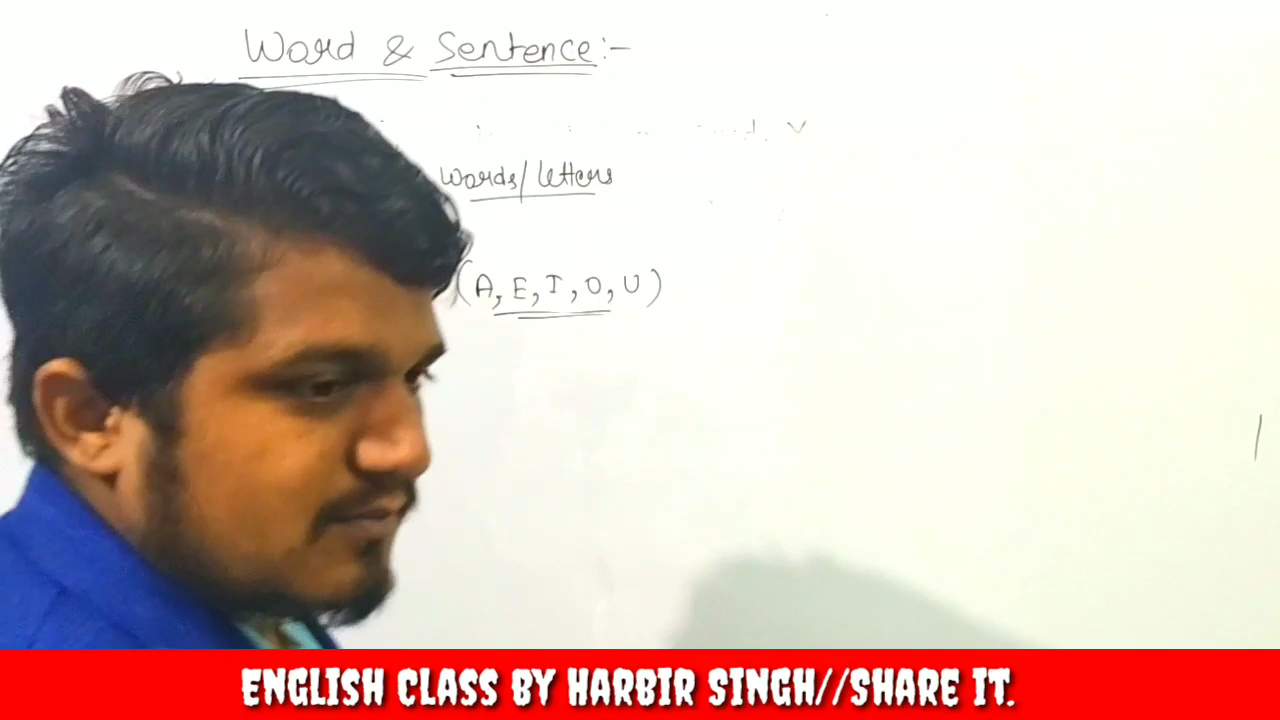 Word & Sentence:-
words/letters
(A, E, I, O, U)
ENGLISH CLASS BY HARBIR SINGH//SHARE IT.